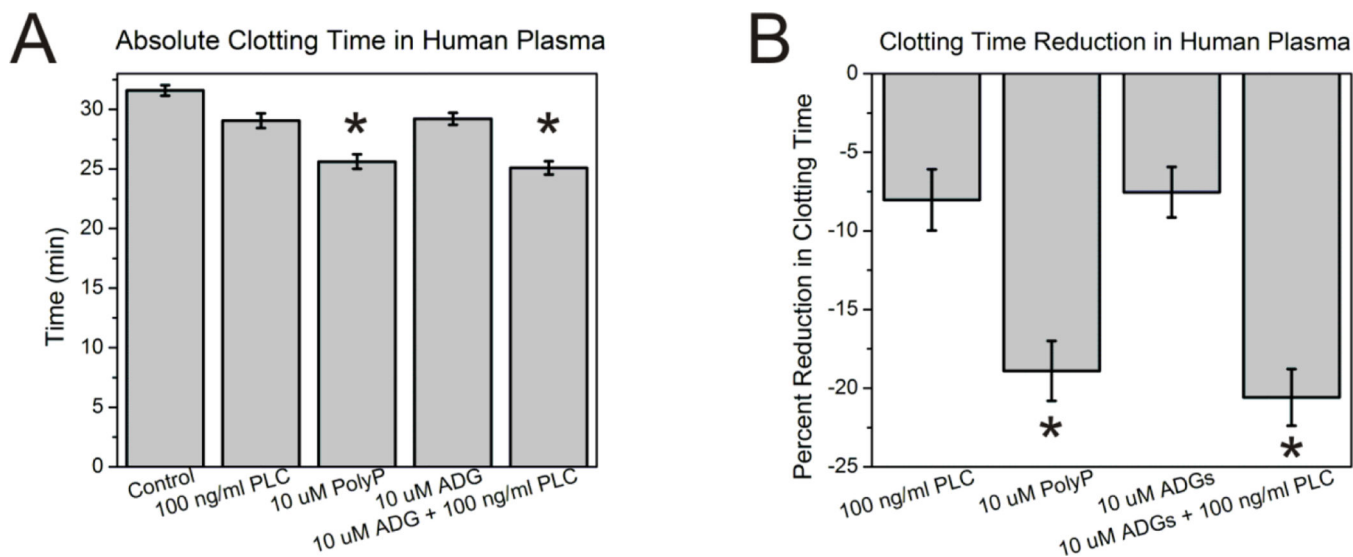 A
Absolute Clotting Time in Human Plasma
Time (min)
30
25
20
15
10
5
0
Control
100 ng/ml PLC
10 uM PolyP
10 uM ADG
10 uM ADG + 100 ng/ml PLC
*
*
B
Clotting Time Reduction in Human Plasma
Percent Reduction in Clotting Time
0
-5
-10
-15
-20
-25
100 ng/ml PLC
10 uM PolyP
10 uM ADGs
10 uM ADGs + 100 ng/ml PLC
*
*